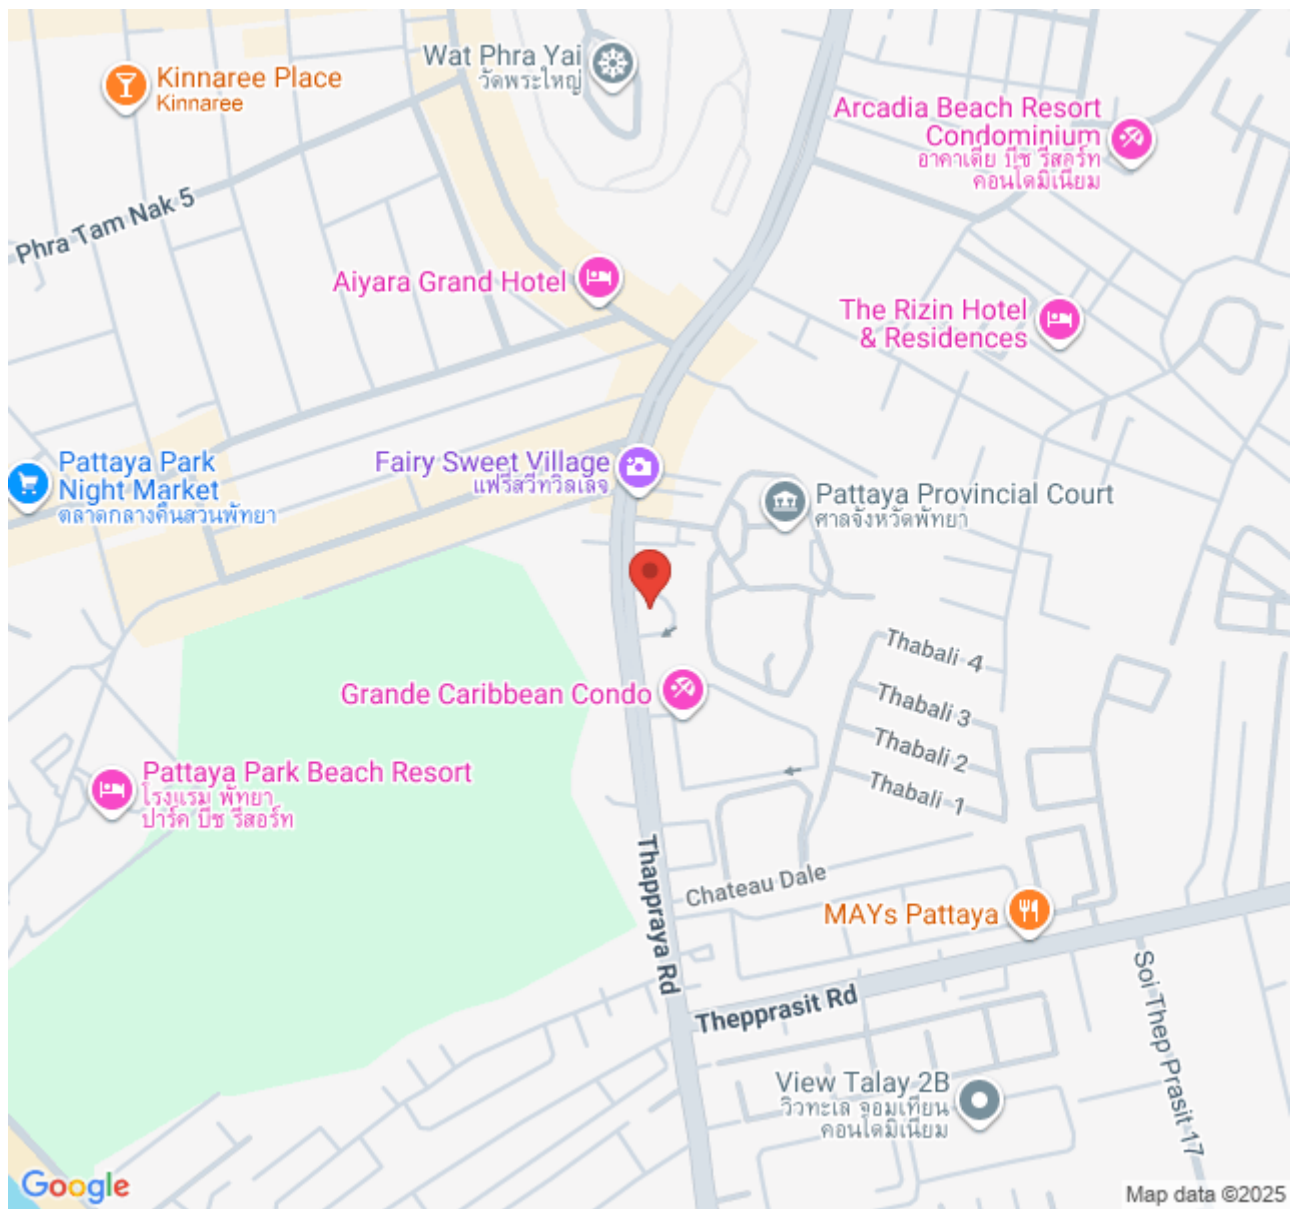 Wat Phra Yai
วัดพระใหญ่
Kinnaree Place
Kinnaree
Arcadia Beach Resort
Condominium
อาคาเดีย บีช รีสอร์ท
คอนโดมิเนียม
Phra Tam Nak 5
Aiyara Grand Hotel
The Rizin Hotel
& Residences
Pattaya Park
Night Market
ตลาดกลางคืนสวนพัทยา
Fairy Sweet Village
แฟรีสวีทวิลเลจ
Pattaya Provincial Court
ศาลจังหวัดพัทยา
Thabali 4
Grande Caribbean Condo
Thabali 3
Thabali 2
Thabali 1
Pattaya Park Beach Resort
โรงแรม พัทยา
ปาร์ค บีช รีสอร์ท
Thappraya Rd
Chateau Dale
MAYs Pattaya
Thepprasit Rd
Soi Thep Prasit 17
View Talay 2B
วิวทะเล จอมเทียน
คอนโดมิเนียม
Google
Map data ©2025